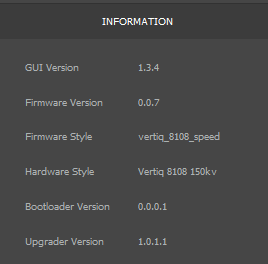 INFORMATION
GUI Version 1.3.4
Firmware Version 0.0.7
Firmware Style vertiq_8108_speed
Hardware Style Vertiq 8108 150kv
Bootloader Version 0.0.0.1
Upgrader Version 1.0.1.1